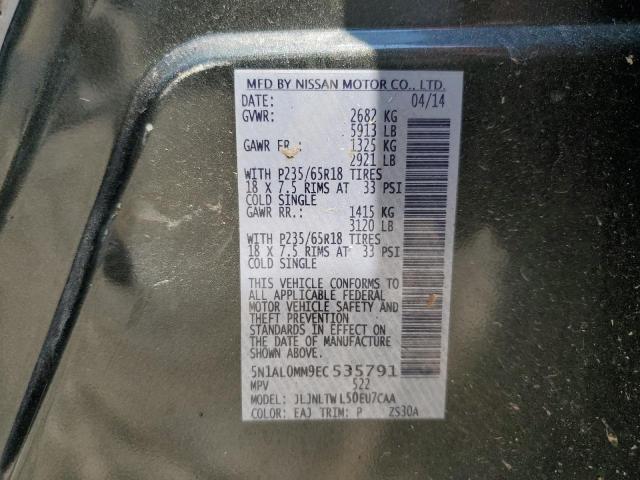 MFD BY NISSAN MOTOR CO., LTD.
DATE: 04/14
GVWR: 2682 KG
5913 LB
GAWR FR.: 1325 KG
2921 LB
WITH P235/65R18 TIRES
18 X 7.5 RIMS AT 33 PSI
COLD SINGLE
GAWR RR.: 1415 KG
3120 LB
WITH P235/65R18 TIRES
18 X 7.5 RIMS AT 33 PSI
COLD SINGLE
THIS VEHICLE CONFORMS TO
ALL APPLICABLE FEDERAL
MOTOR VEHICLE SAFETY AND
THEFT PREVENTION
STANDARDS IN EFFECT ON
THE DATE OF MANUFACTURE
SHOWN ABOVE.
5N1AL0MM9EC535791
MPV 522
MODEL: JLJNLTWL50EU7CAA
COLOR: EAJ TRIM: P ZS30A